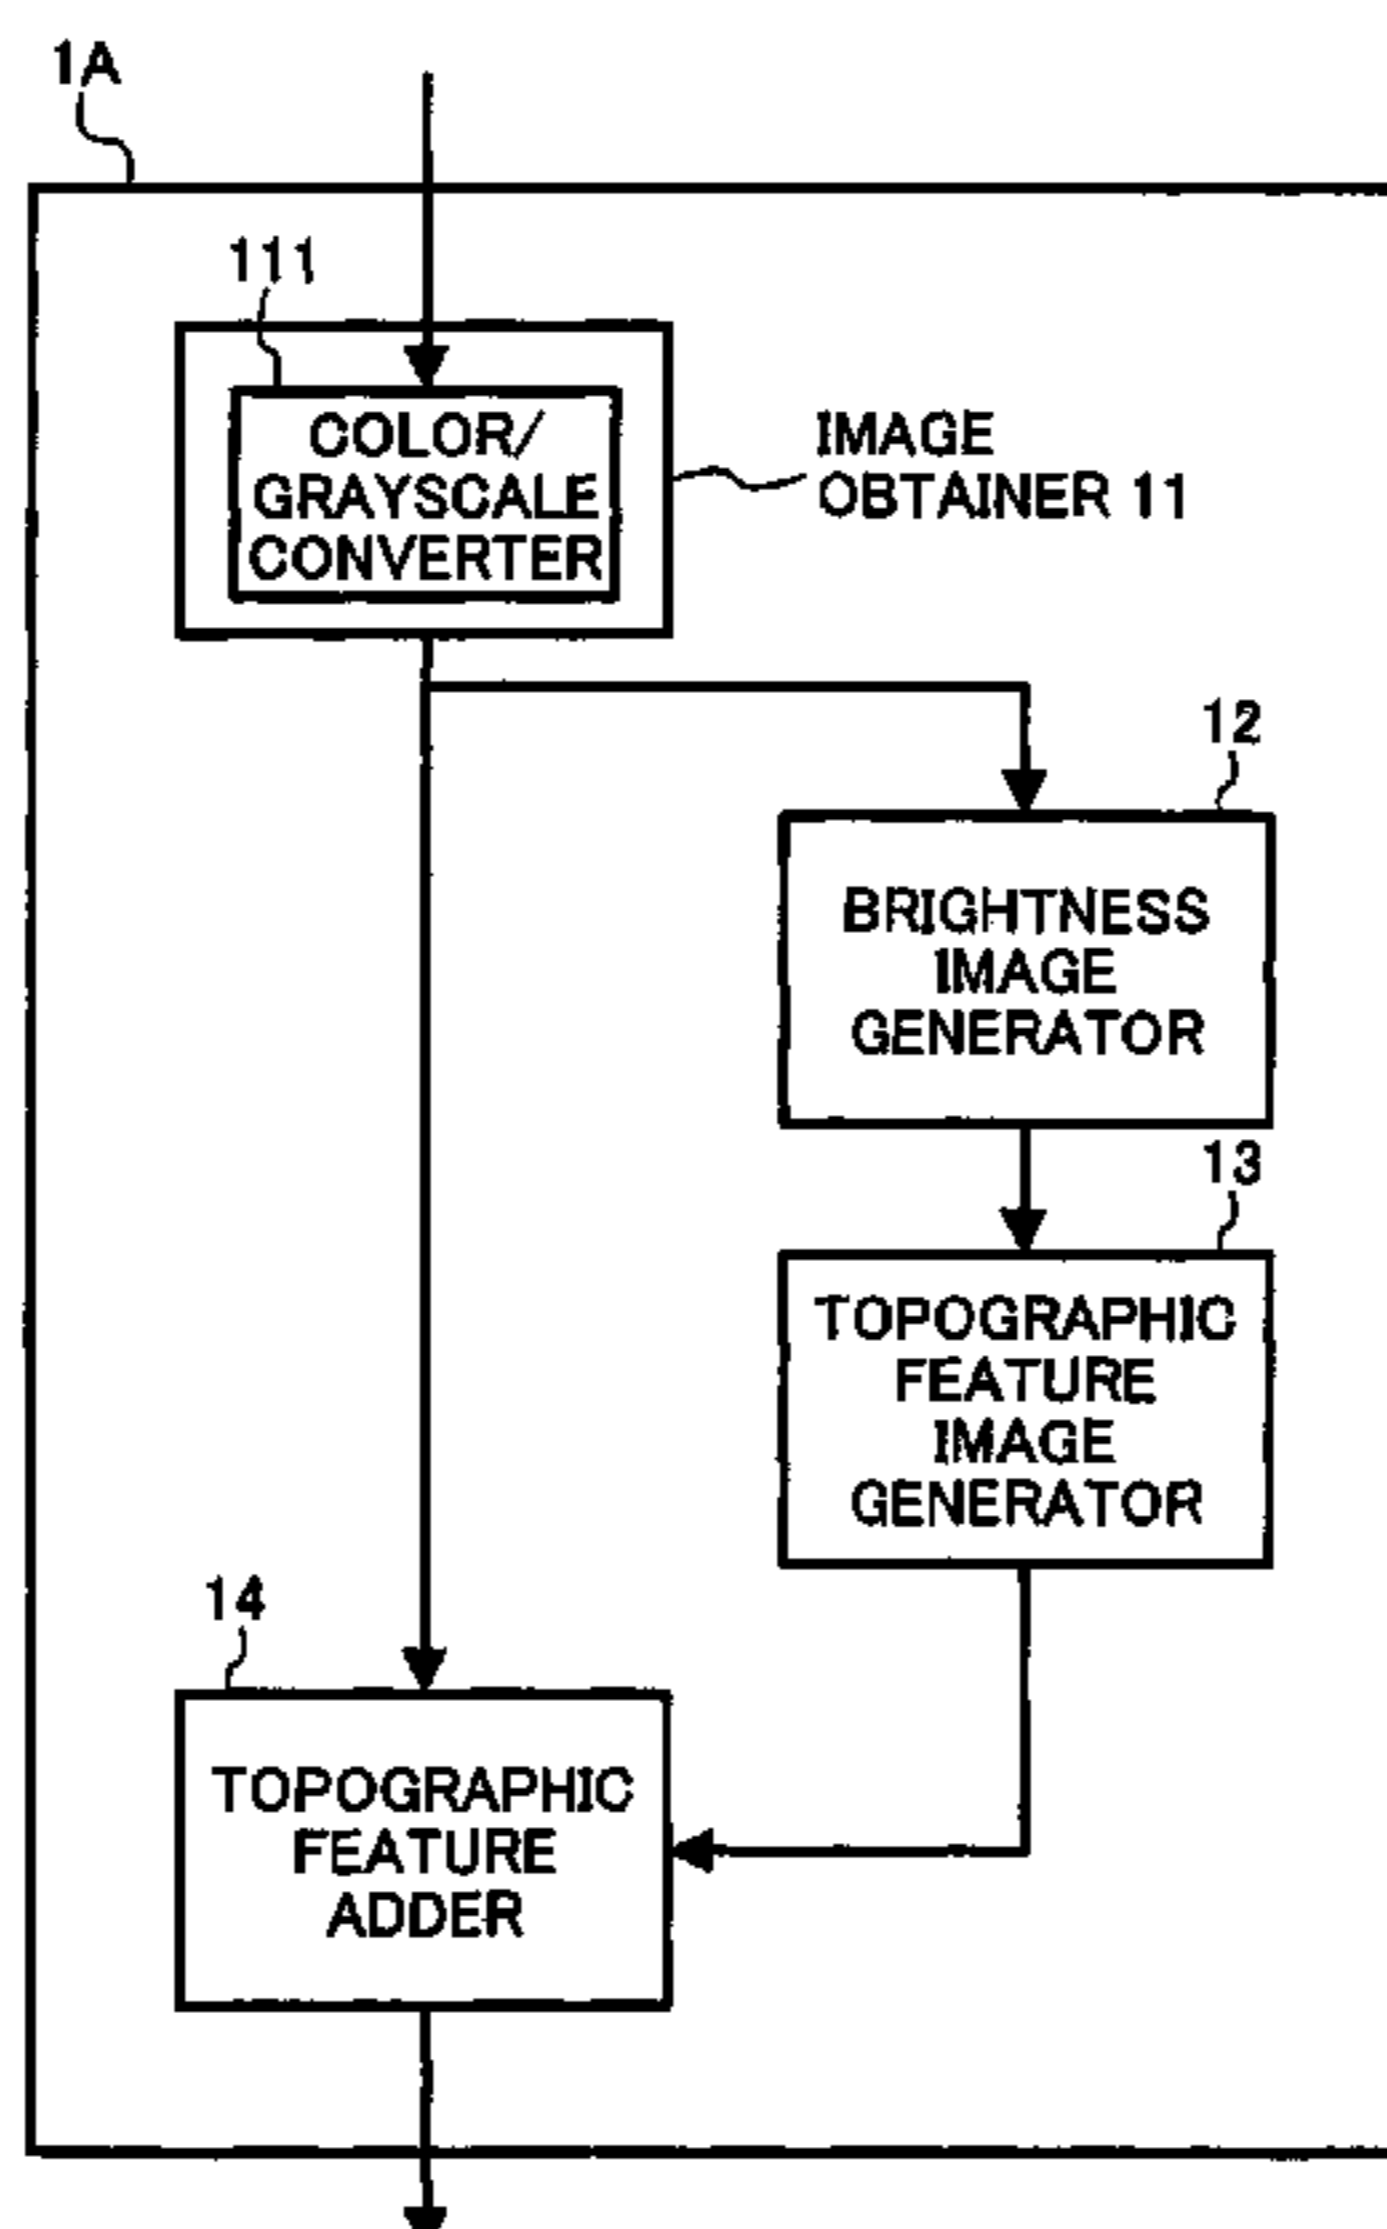 1A
111
COLOR/
GRAYSCALE
CONVERTER
IMAGE
OBTAINER 11
12
BRIGHTNESS
IMAGE
GENERATOR
13
TOPOGRAPHIC
FEATURE
IMAGE
GENERATOR
14
TOPOGRAPHIC
FEATURE
ADDER